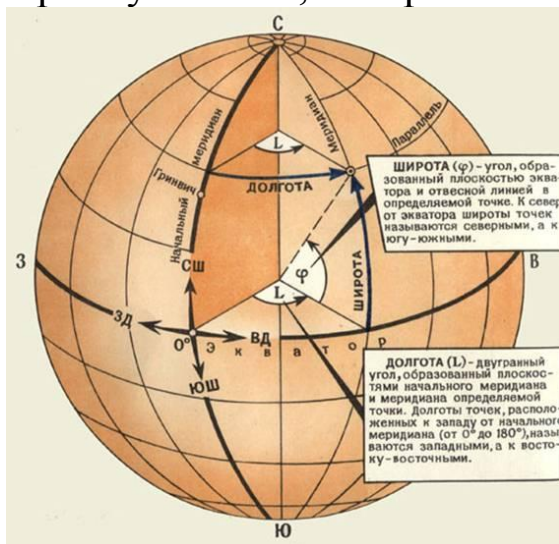 С
меридиан
Меридиан
Параллель
L
Гринвич
ДОЛГОТА
Начальный
ШИРОТА (φ) – угол, обра-
зованный плоскостью эква-
тора и отвесной линией в
определяемой точке. К север
от экватора широты точек
называются северными, а к
югу-южными.
З
СШ
В
φ
L
ШИРОТА
ЗД
0°
ВД
Экватор
ЮШ
ДОЛГОТА (L) – двугранный
угол, образованный плоскос-
тями начального меридиана
и меридиана определяемой
точки. Долготы точек, располо-
женных к западу от начального
меридиана (от 0° до 180°), назы
ваются западными, а к восто-
ку-восточными.
Ю